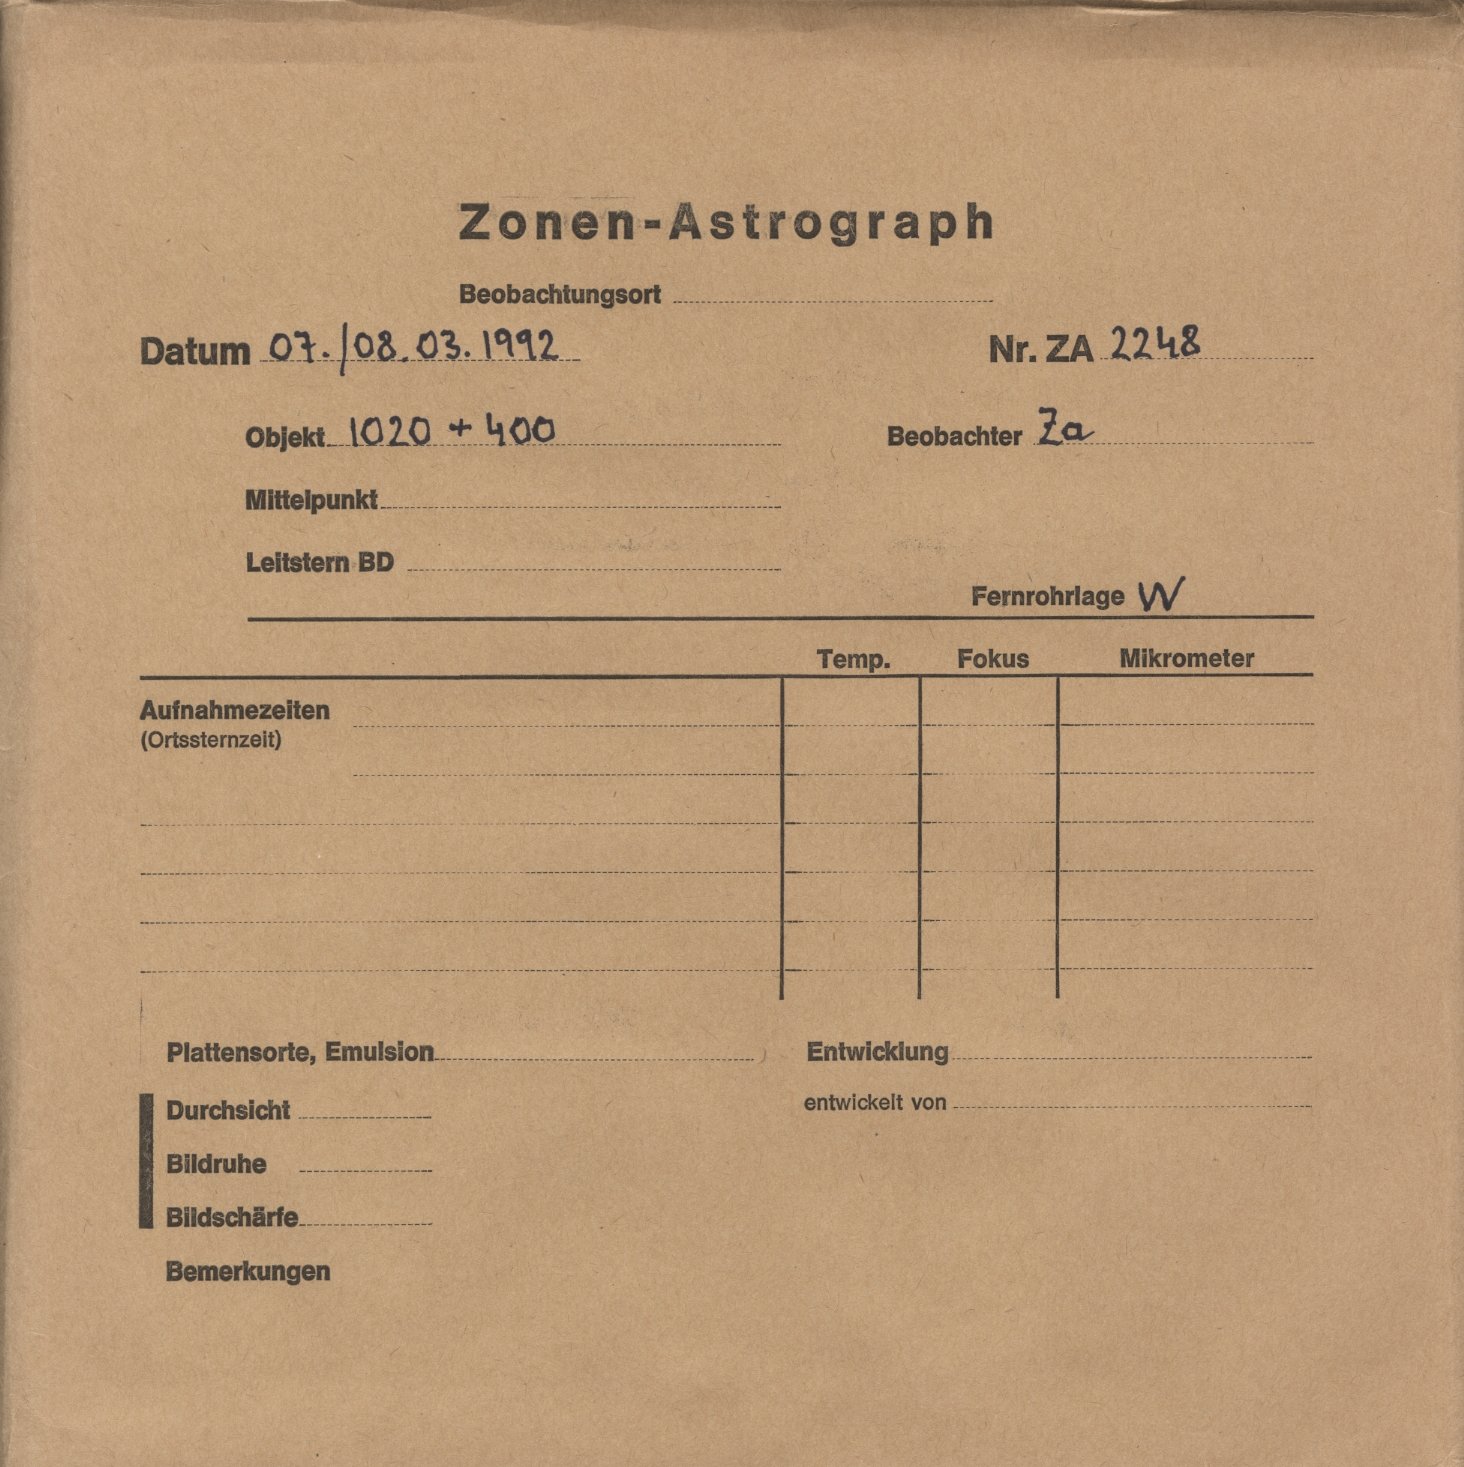 Zonen-Astrograph
Beobachtungsort
Datum 07./08.03.1992 Nr. ZA 2248
Objekt 1020 + 400 Beobachter Za
Mittelpunkt
Leitstern BD
Fernrohrlage W
Temp. Fokus Mikrometer
Aufnahmezeiten
(Ortssternzeit)
Plattensorte, Emulsion Entwicklung
Durchsicht entwickelt von
Bildruhe
Bildschärfe
Bemerkungen